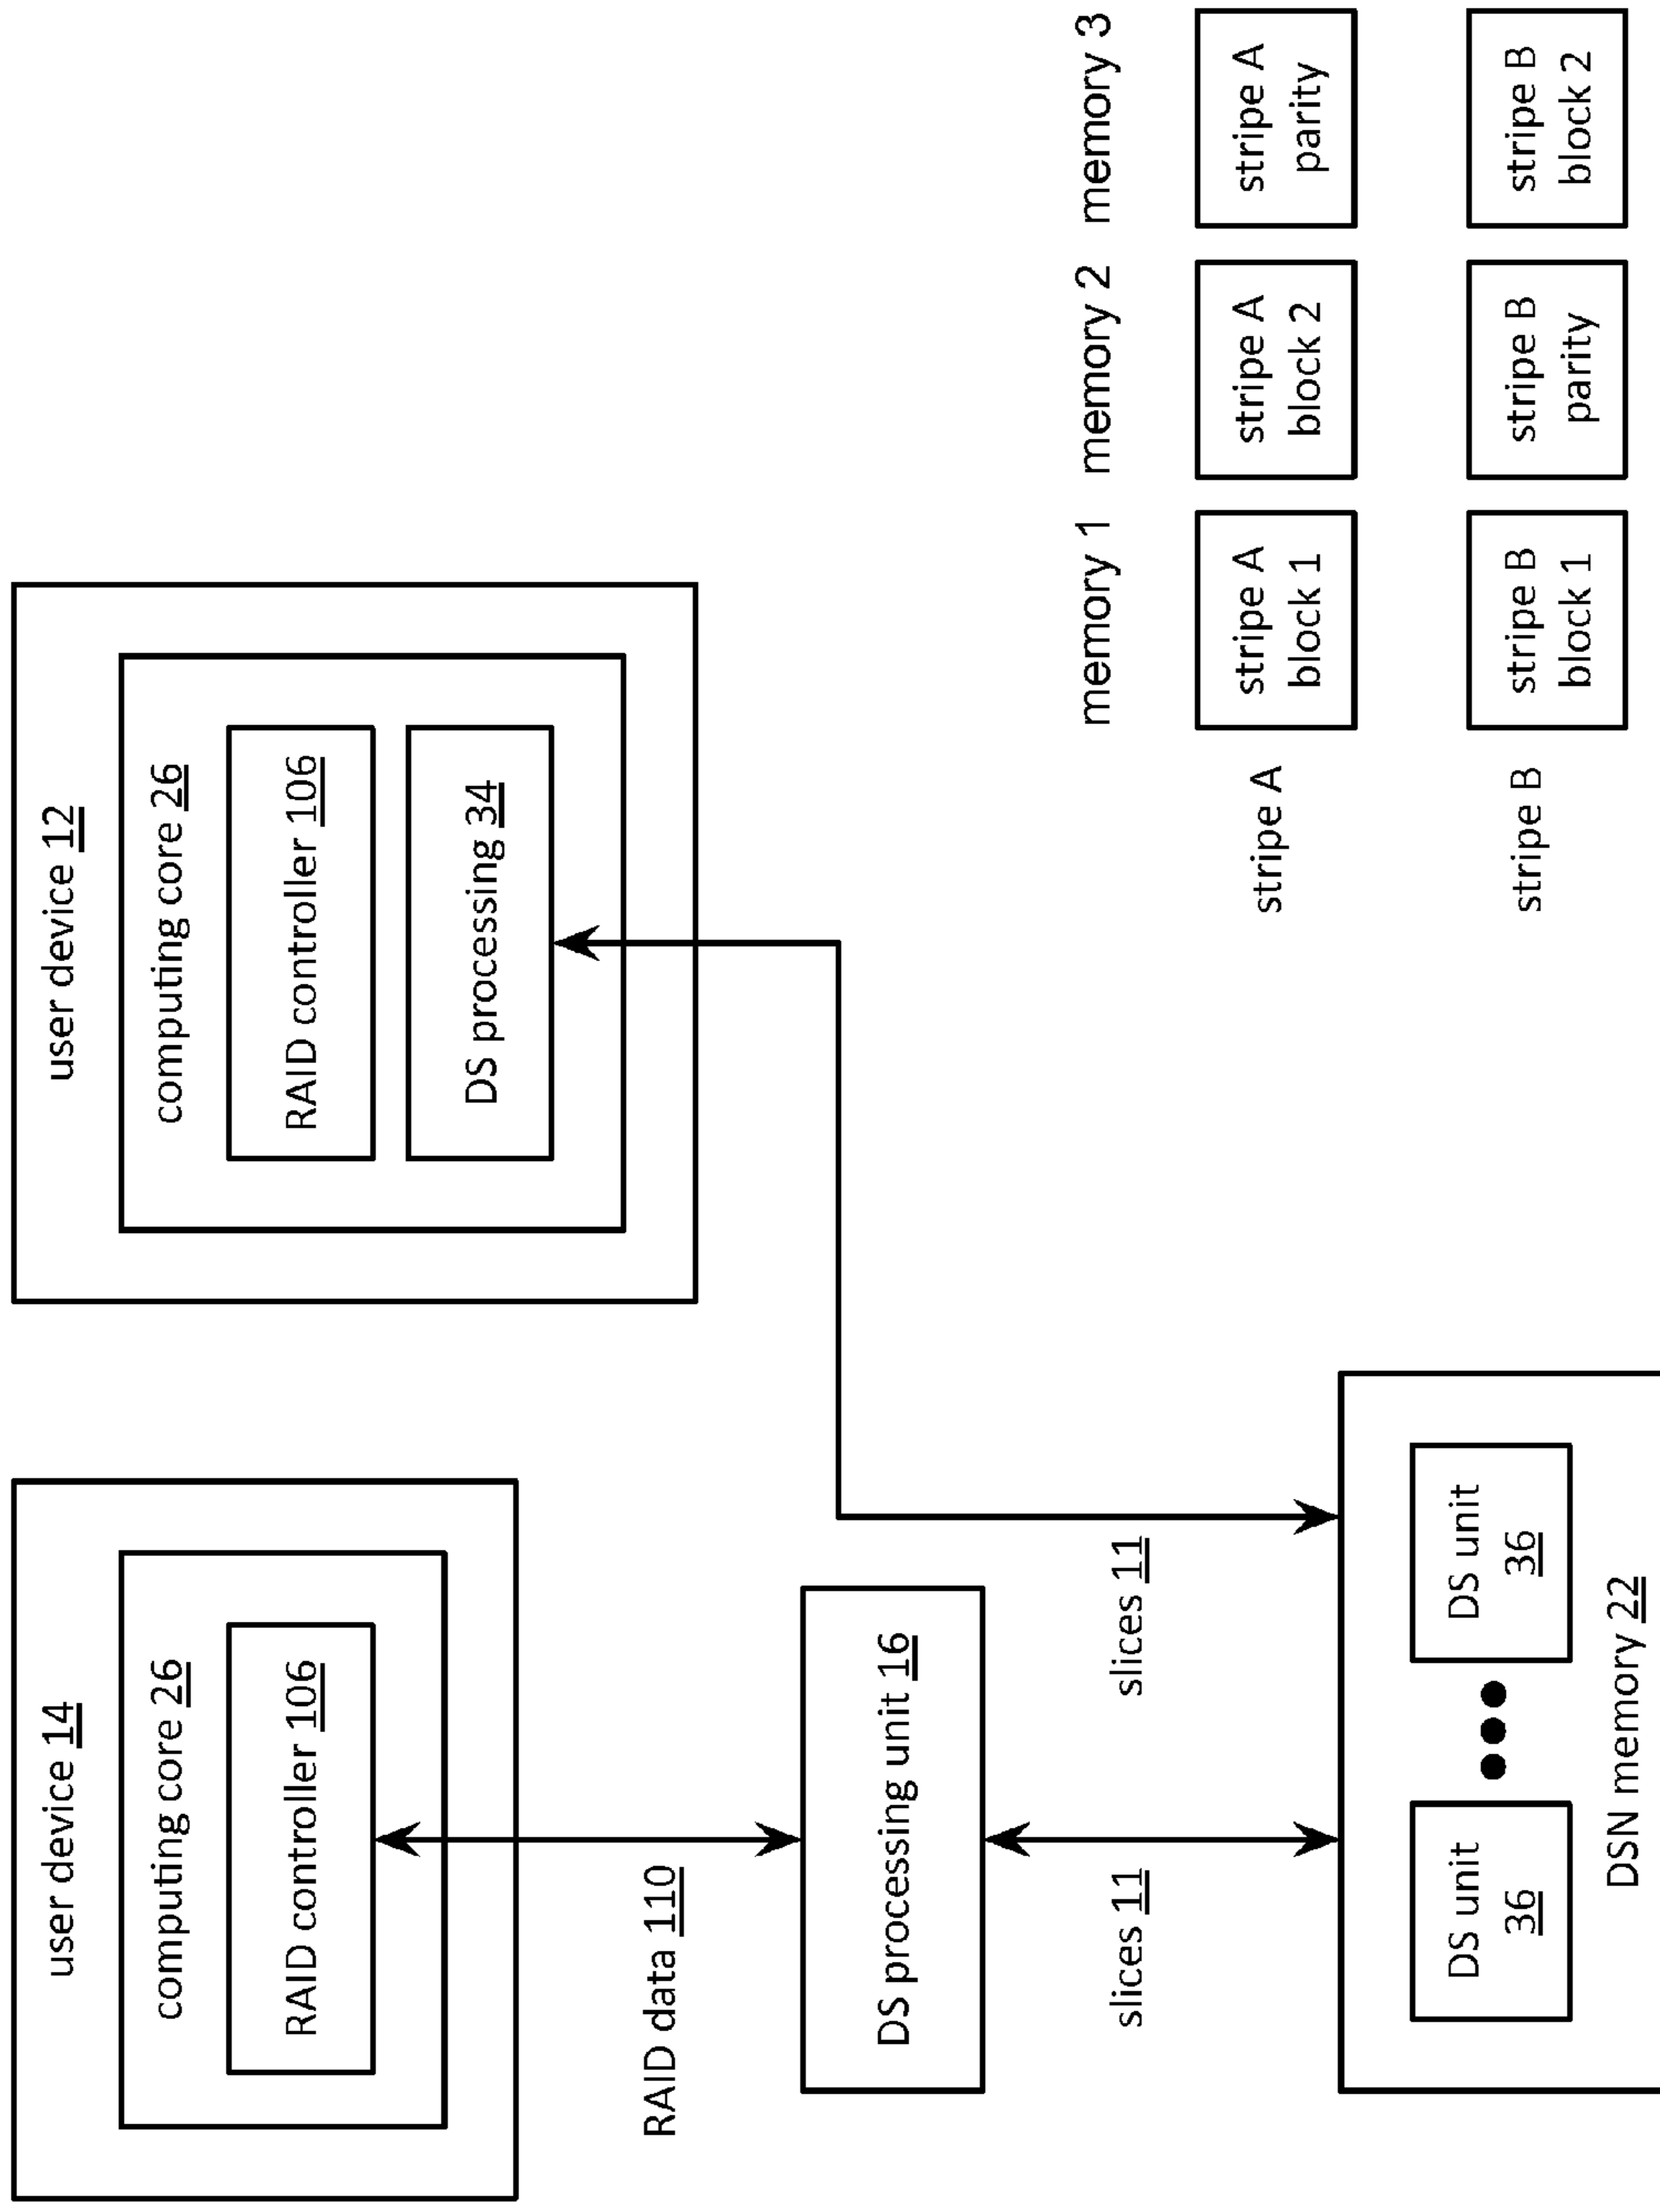 user device 14
computing core 26
RAID controller 106
RAID data 110
DS processing unit 16
slices 11
slices 11
DS unit
36
DS unit
36
DSN memory 22
user device 12
computing core 26
RAID controller 106
DS processing 34
memory 1 memory 2 memory 3
stripe A
stripe A
block 1
stripe A
block 2
stripe A
parity
stripe B
stripe B
block 1
stripe B
parity
stripe B
block 2